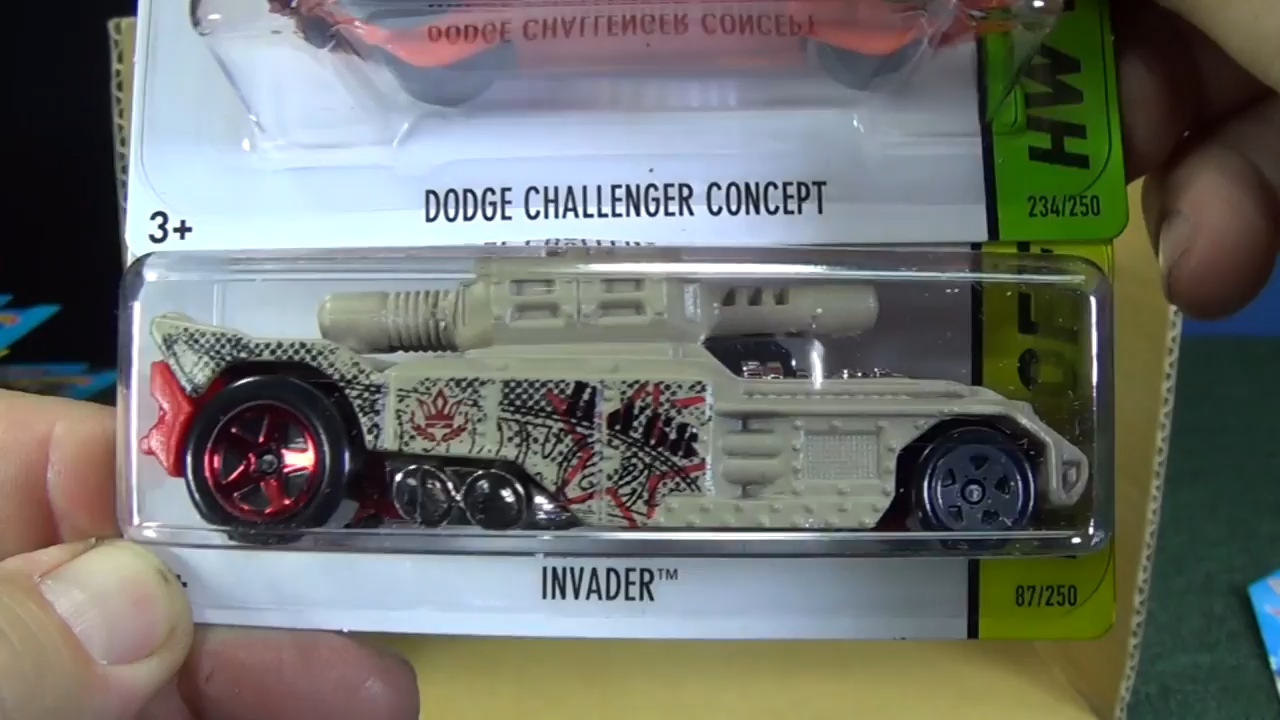 DODGE CHALLENGER CONCEPT
DODGE CHALLENGER CONCEPT
HW
3+
234/250
INVADER™
87/250